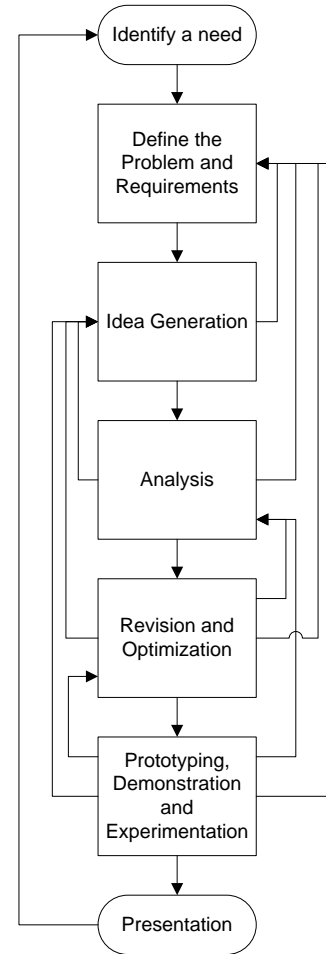 Identify a need
Define the
Problem and
Requirements
Idea Generation
Analysis
Revision and
Optimization
Prototyping,
Demonstration
and
Experimentation
Presentation